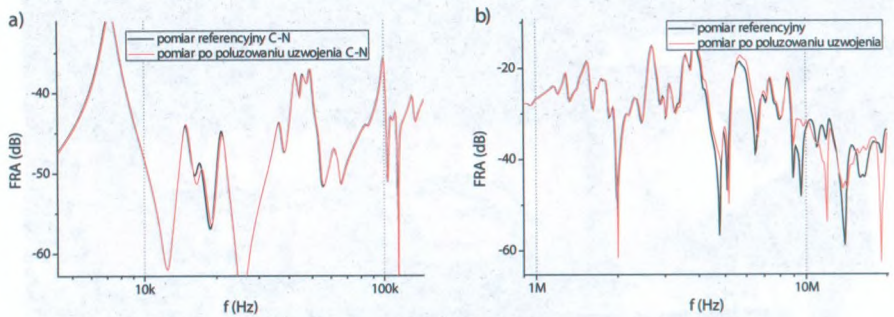 a)
pomiar referencyjny C-N
pomiar po poluzowaniu uzwojenia C-N
FRA (dB)
-40
-50
-60
10k
100k
f (Hz)
b)
pomiar referencyjny
pomiar po poluzowaniu uzwojenia
FRA (dB)
-20
-40
-60
1M
10M
f (Hz)